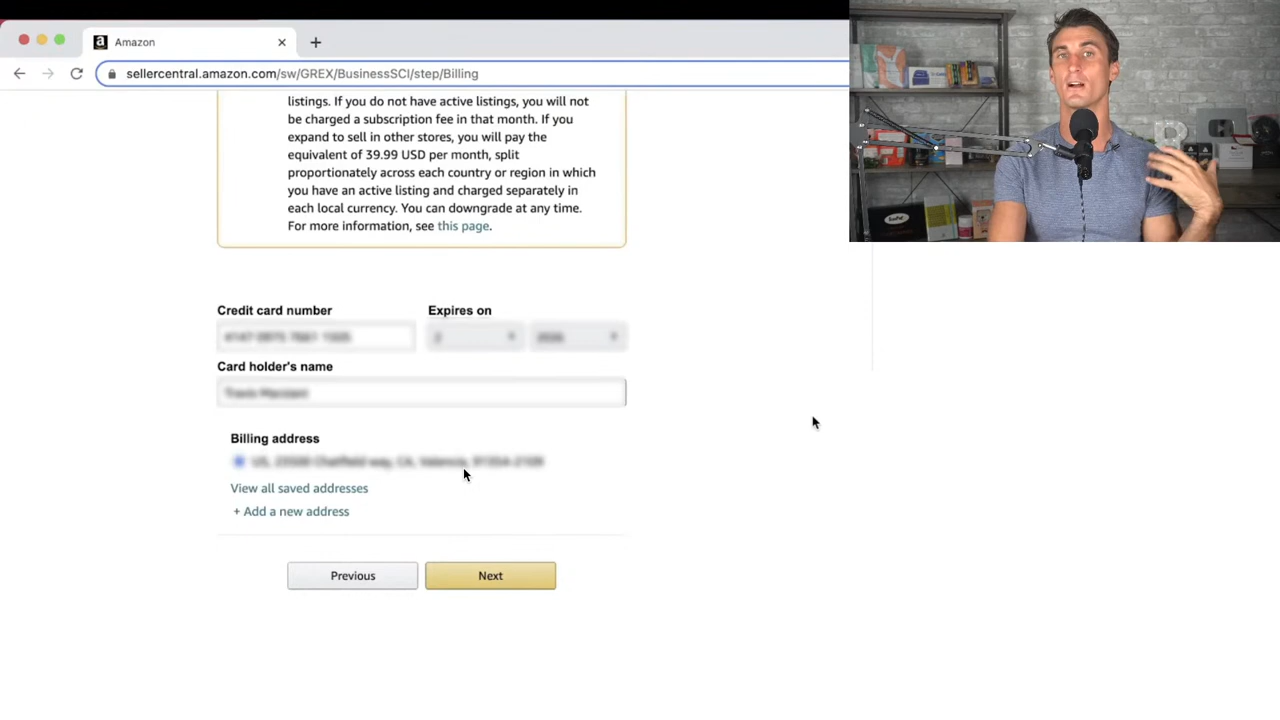 Amazon
sellercentral.amazon.com/sw/GREX/BusinessSCI/step/Billing
listings. If you do not have active listings, you will not
be charged a subscription fee in that month. If you
expand to sell in other stores, you will pay the
equivalent of 39.99 USD per month, split
proportionately across each country or region in which
you have an active listing and charged separately in
each local currency. You can downgrade at any time.
For more information, see this page.
Credit card number
Expires on
Card holder's name
Billing address
View all saved addresses
+ Add a new address
Previous
Next